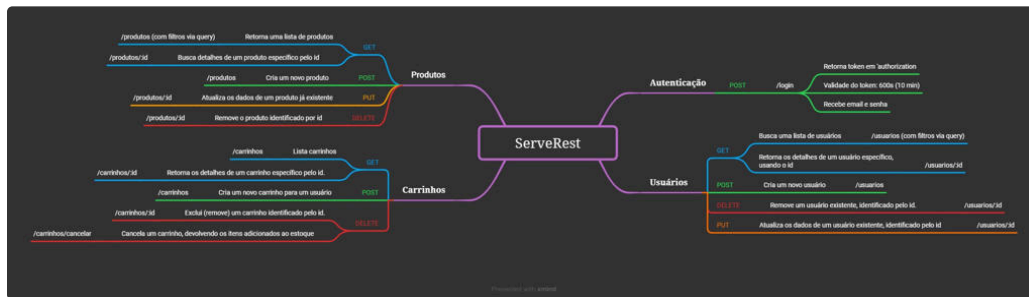 /produtos (com filtros via query) Retorna uma lista de produtos
GET
/produtos/:id Busca detalhes de um produto específico pelo id
/produtos Cria um novo produto POST
Produtos
/produtos/:id Atualiza os dados de um produto já existente PUT
/produtos/:id Remove o produto identificado por id DELETE
/carrinhos Lista carrinhos
GET
/carrinhos/:id Retorna os detalhes de um carrinho específico pelo id.
/carrinhos Cria um novo carrinho para um usuário POST
Carrinhos
/carrinhos/:id Exclui (remove) um carrinho identificado pelo id.
DELETE
/carrinhos/cancelar Cancela um carrinho, devolvendo os itens adicionados ao estoque
ServeRest
Autenticação POST /login
Retorna token em 'authorization
Validade do token: 600s (10 min)
Recebe email e senha
Usuários
GET
Busca uma lista de usuários /usuarios (com filtros via query)
Retorna os detalhes de um usuário específico,
usando o id /usuarios/:id
POST Cria um novo usuário /usuarios
DELETE Remove um usuário existente, identificado pelo id. /usuarios/:id
PUT Atualiza os dados de um usuário existente, identificado pelo id /usuarios/:id
Presented with xmind